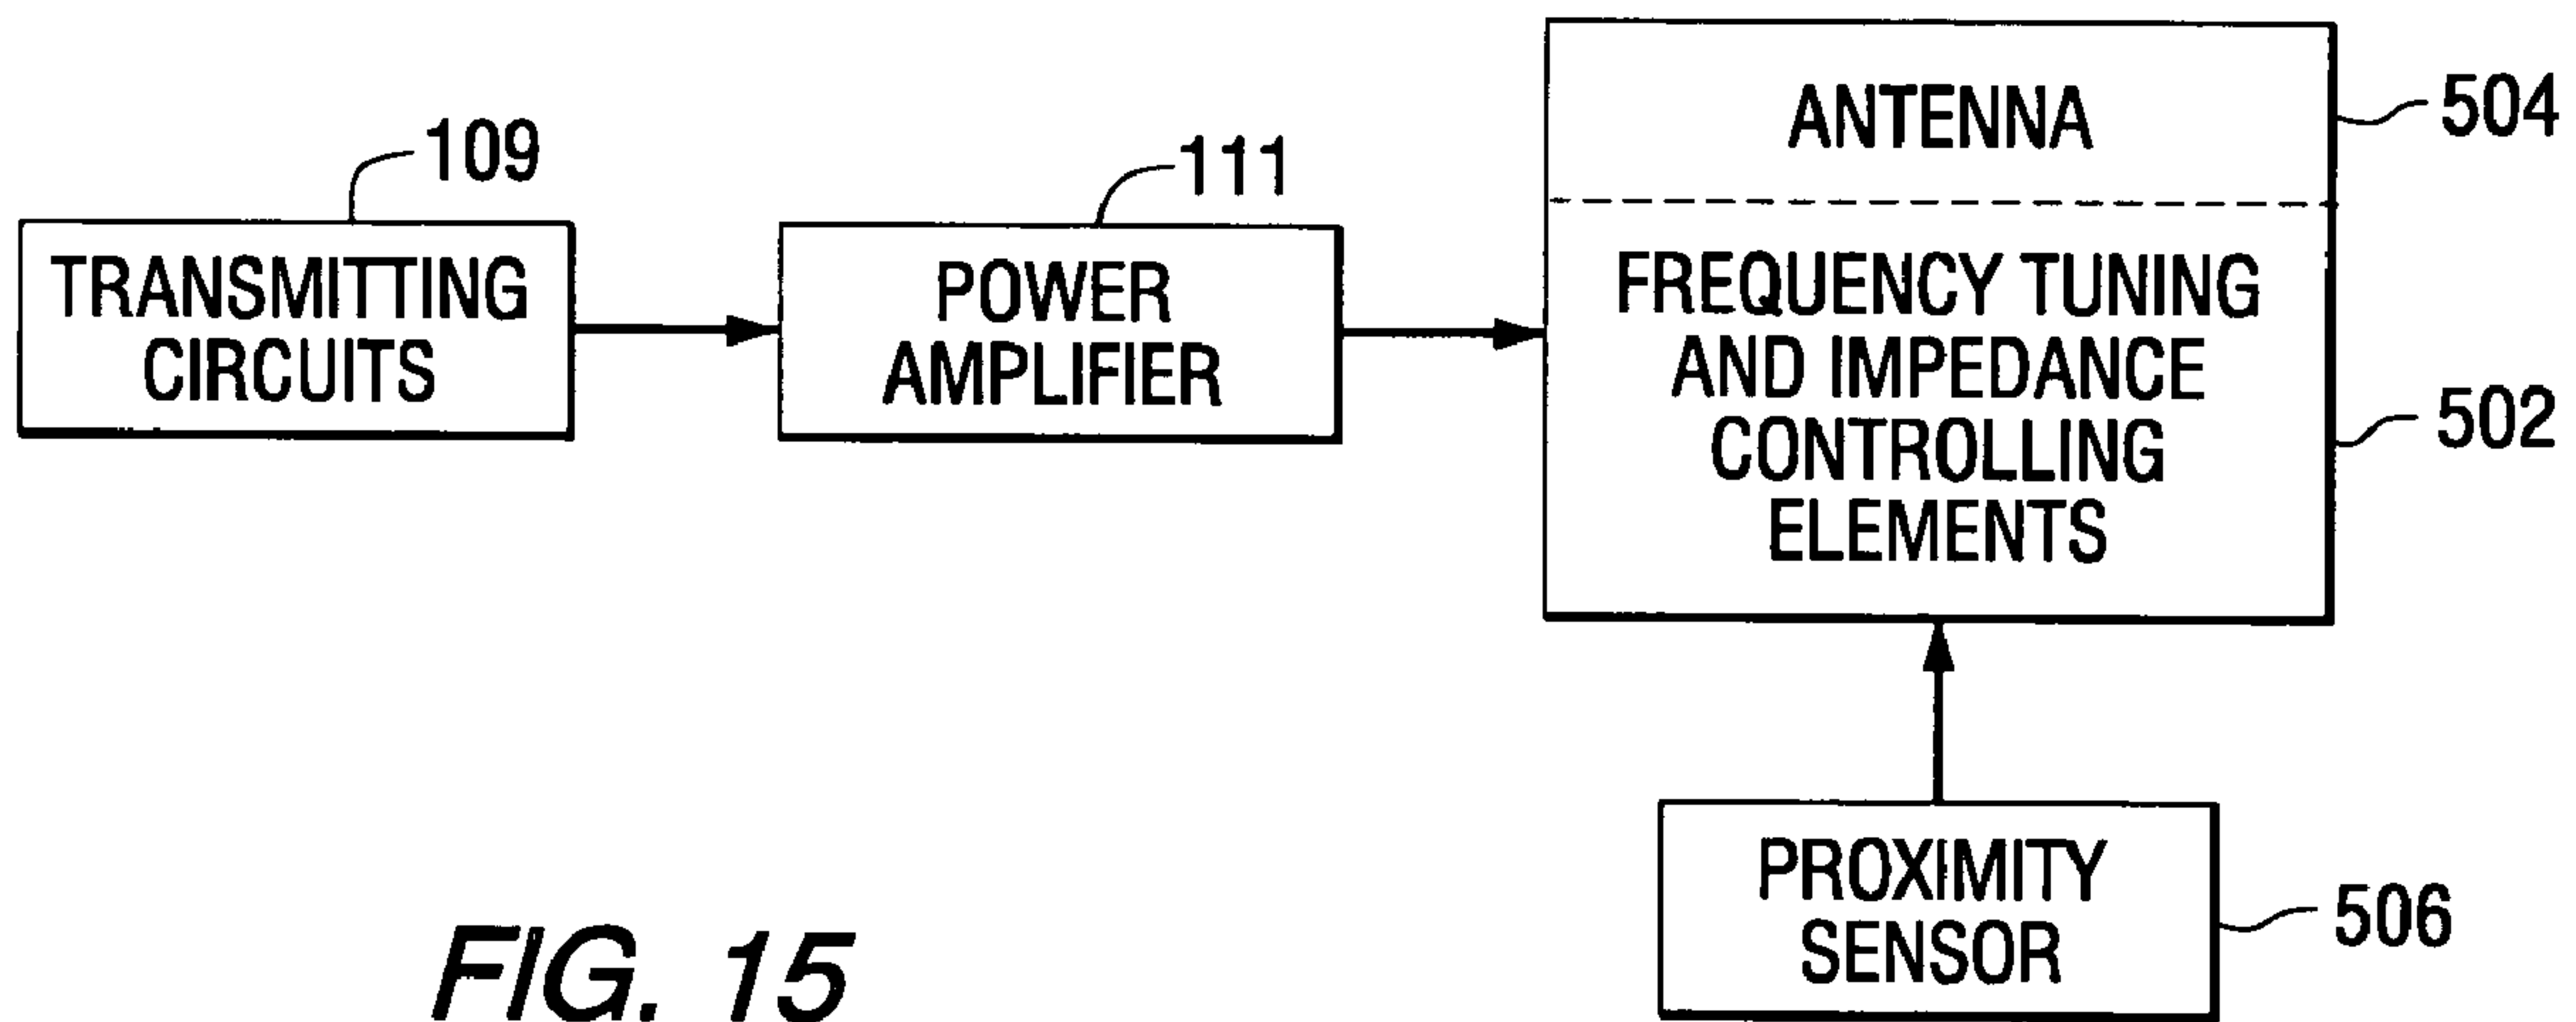 109
TRANSMITTING
CIRCUITS
111
POWER
AMPLIFIER
ANTENNA
504
FREQUENCY TUNING
AND IMPEDANCE
CONTROLLING
ELEMENTS
502
PROXIMITY
SENSOR
506
FIG. 15